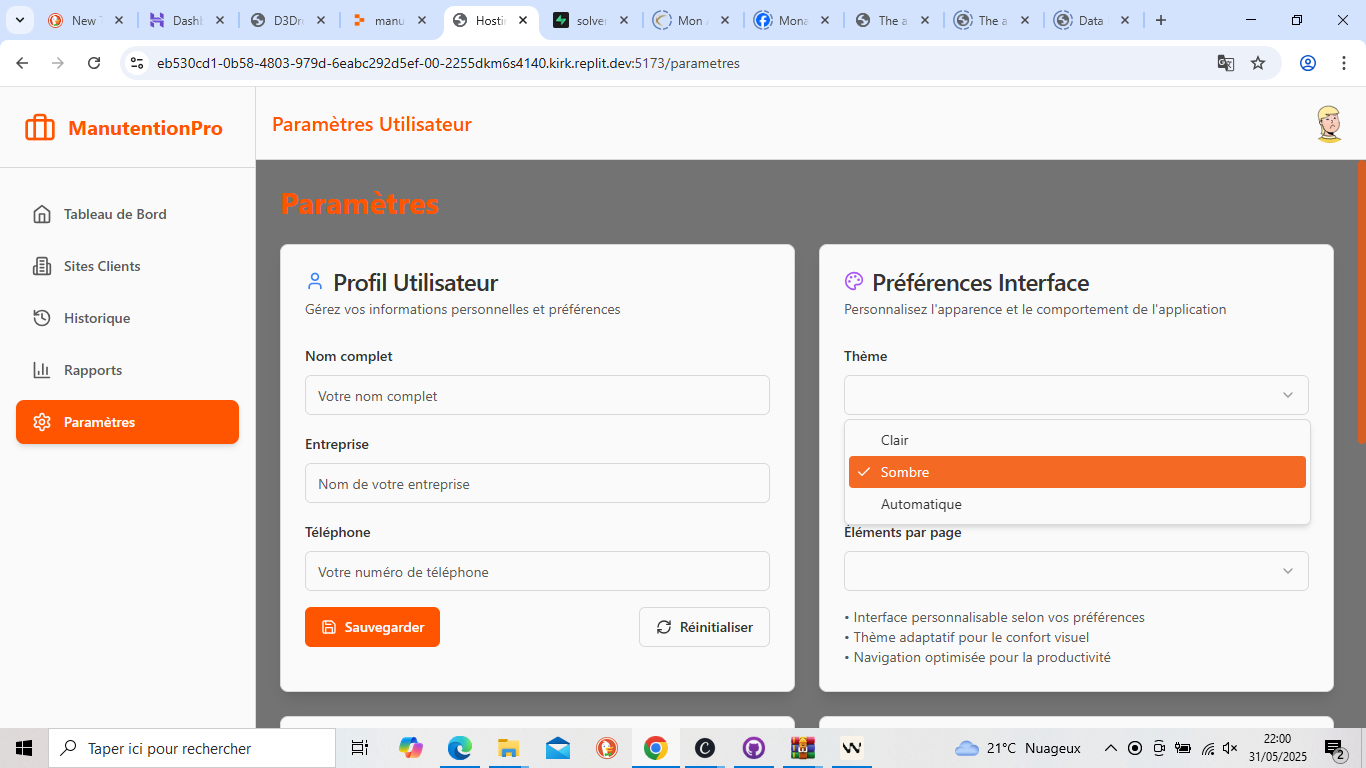 New T
Dashb
D3Dro
manu
Hostin
solver
Mon A
Mona
The a
The a
Data
eb530cd1-0b58-4803-979d-6eabc292d5ef-00-2255dkm6s4140.kirk.replit.dev:5173/parametres
ManutentionPro
Paramètres Utilisateur
Tableau de Bord
Sites Clients
Historique
Rapports
Paramètres
Paramètres
Profil Utilisateur
Gérez vos informations personnelles et préférences
Nom complet
Votre nom complet
Entreprise
Nom de votre entreprise
Téléphone
Votre numéro de téléphone
Sauvegarder
Réinitialiser
Préférences Interface
Personnalisez l'apparence et le comportement de l'application
Thème
Clair
Sombre
Automatique
Éléments par page
• Interface personnalisable selon vos préférences
• Thème adaptatif pour le confort visuel
• Navigation optimisée pour la productivité
Taper ici pour rechercher
21°C Nuageux
22:00
31/05/2025
2